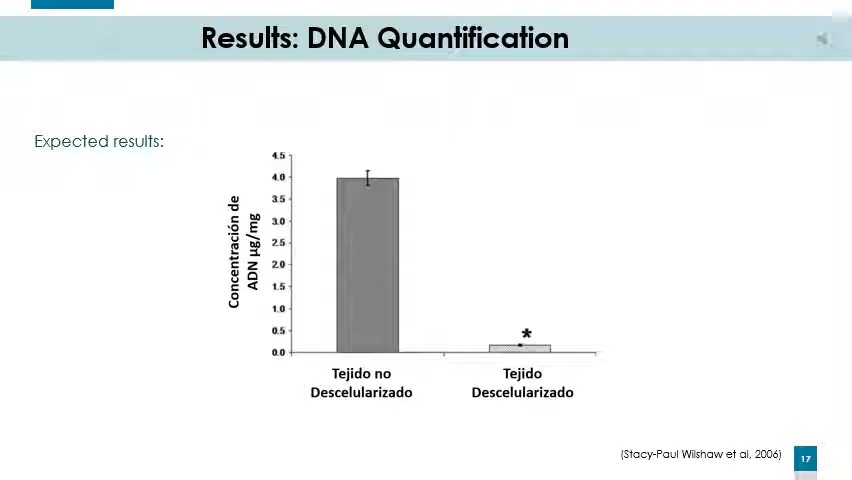 Results: DNA Quantification
Expected results:
Concentración de
ADN µg/mg
4.5
4.0
3.5
3.0
2.5
2.0
1.5
1.0
0.5
0.0
*
Tejido no
Descelularizado
Tejido
Descelularizado
(Stacy-Paul Wilshaw et al, 2006)
17